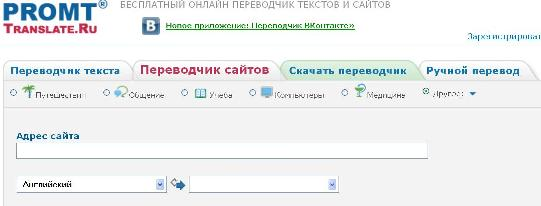 PROMT®
TRANSLATE.RU
БЕСПЛАТНЫЙ ОНЛАЙН ПЕРЕВОДЧИК ТЕКСТОВ И САЙТОВ
В Новое приложение: Переводчик ВКонтакте»
Зарегистрироват
Переводчик текста Переводчик сайтов Скачать переводчик Ручной перевод
Путешествия Общение Учеба Компьютеры Медицина Другое:
Адрес сайта
Английский